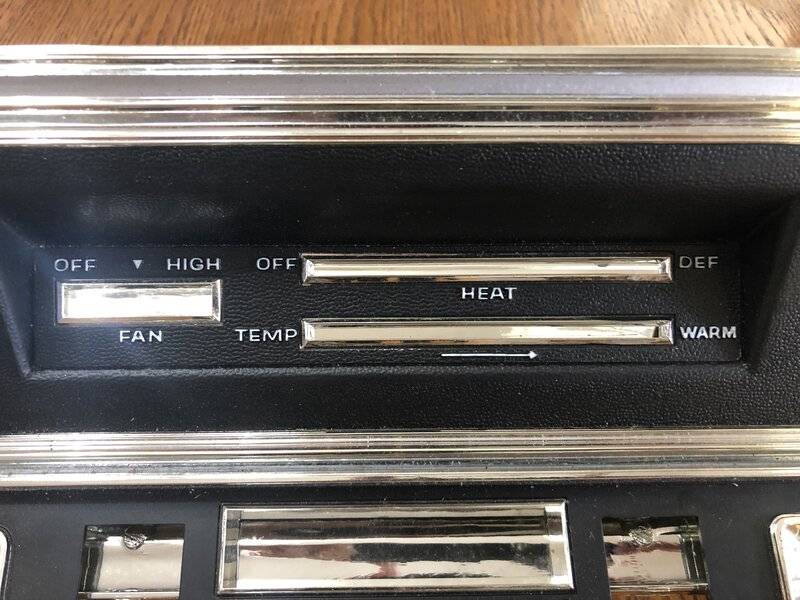 OFF ▼ HIGH OFF DEF
HEAT
FAN TEMP WARM